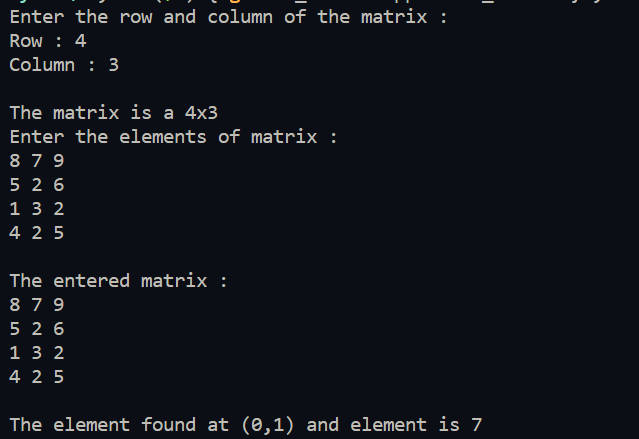 Enter the row and column of the matrix :
Row : 4
Column : 3
The matrix is a 4x3
Enter the elements of matrix :
8 7 9
5 2 6
1 3 2
4 2 5
The entered matrix :
8 7 9
5 2 6
1 3 2
4 2 5
The element found at (0,1) and element is 7